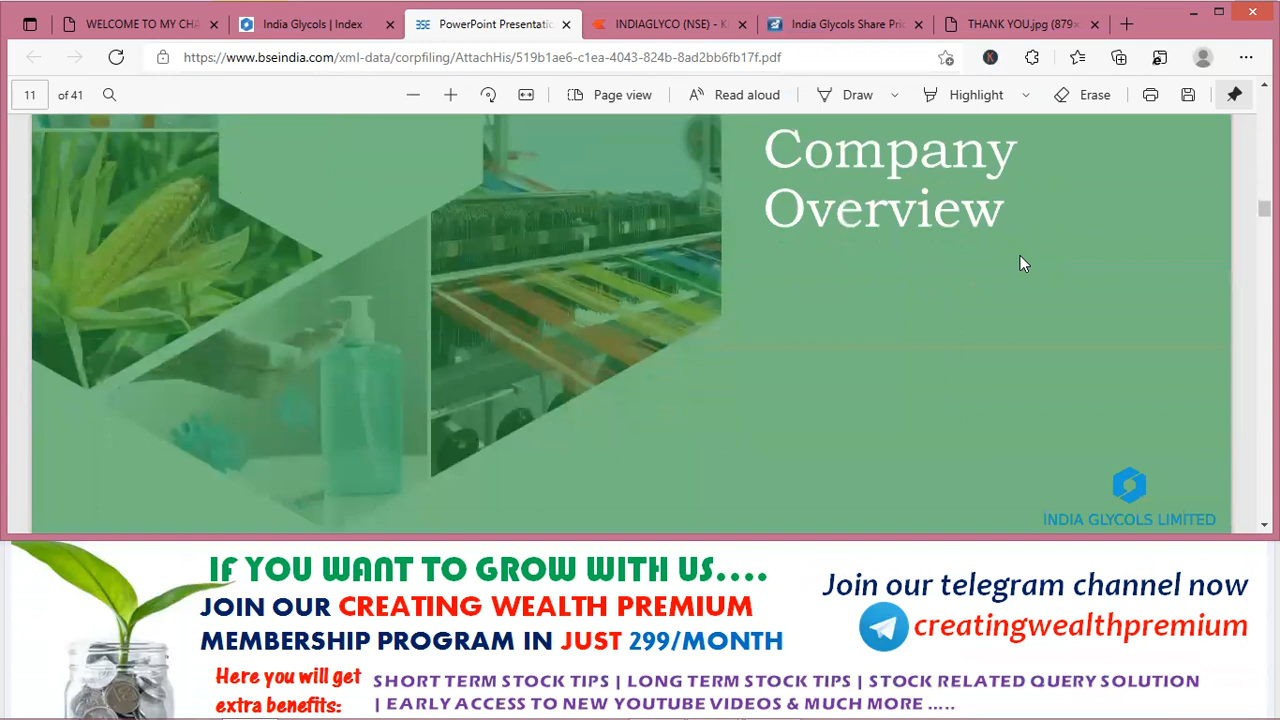 WELCOME TO MY CHA
India Glycols | Index
BSE
PowerPoint Presentatic
INDIAGLYCO (NSE) - K
India Glycols Share Pric
THANK YOU.jpg (879×
https://www.bseindia.com/xml-data/corpfiling/AttachHis/519b1ae6-c1ea-4043-824b-8ad2bb6fb17f.pdf
11 of 41
Page view
Read aloud
Draw
Highlight
Erase
Company
Overview
INDIA GLYCOLS LIMITED
IF YOU WANT TO GROW WITH US....
JOIN OUR CREATING WEALTH PREMIUM
MEMBERSHIP PROGRAM IN JUST 299/MONTH
Join our telegram channel now
creatingwealthpremium
Here you will get
extra benefits:
SHORT TERM STOCK TIPS | LONG TERM STOCK TIPS | STOCK RELATED QUERY SOLUTION
| EARLY ACCESS TO NEW YOUTUBE VIDEOS & MUCH MORE .....